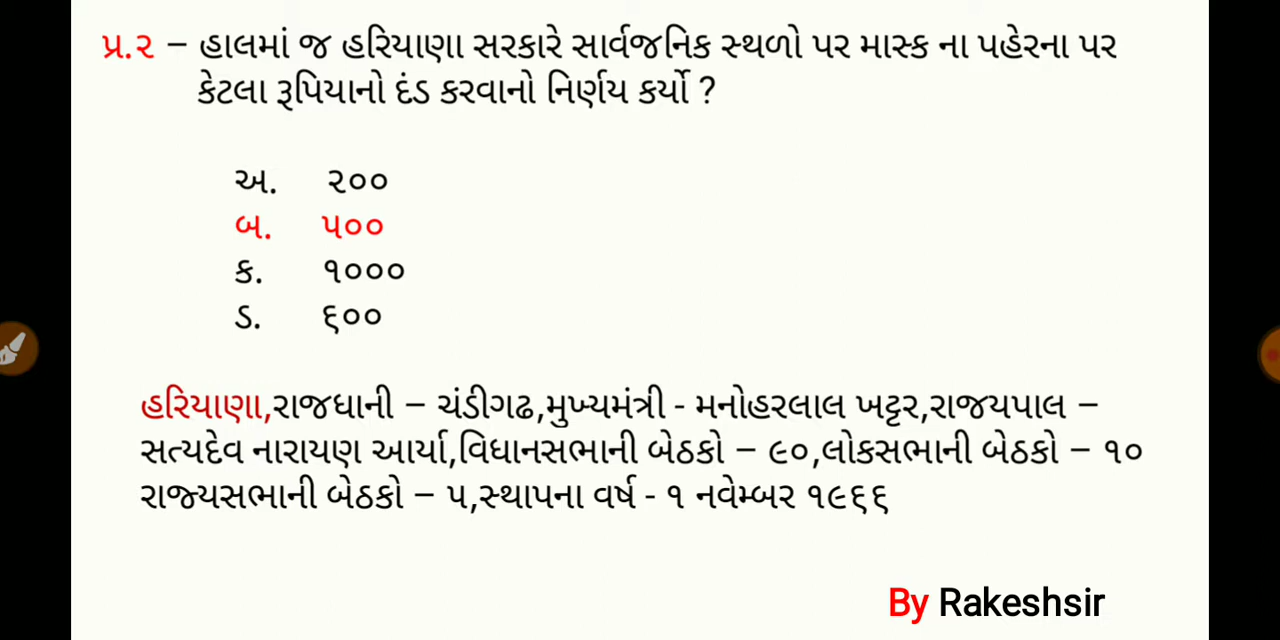 પ્ર.૨ – હાલમાં જ હરિયાણા સરકારે સાર્વજનિક સ્થળો પર માસ્ક ના પહેરના પર
કેટલા રૂપિયાનો દંડ કરવાનો નિર્ણય કર્યો ?
અ. ૨૦૦
બ. ૫૦૦
ક. ૧૦૦૦
ડ. ૬૦૦
હરિયાણા,રાજધાની – ચંડીગઢ,મુખ્યમંત્રી - મનોહરલાલ ખટ્ટર,રાજયપાલ –
સત્યદેવ નારાયણ આર્યા,વિધાનસભાની બેઠકો – ૯૦,લોકસભાની બેઠકો – ૧૦
રાજ્યસભાની બેઠકો – ૫,સ્થાપના વર્ષ - ૧ નવેમ્બર ૧૯૬૬
By Rakeshsir